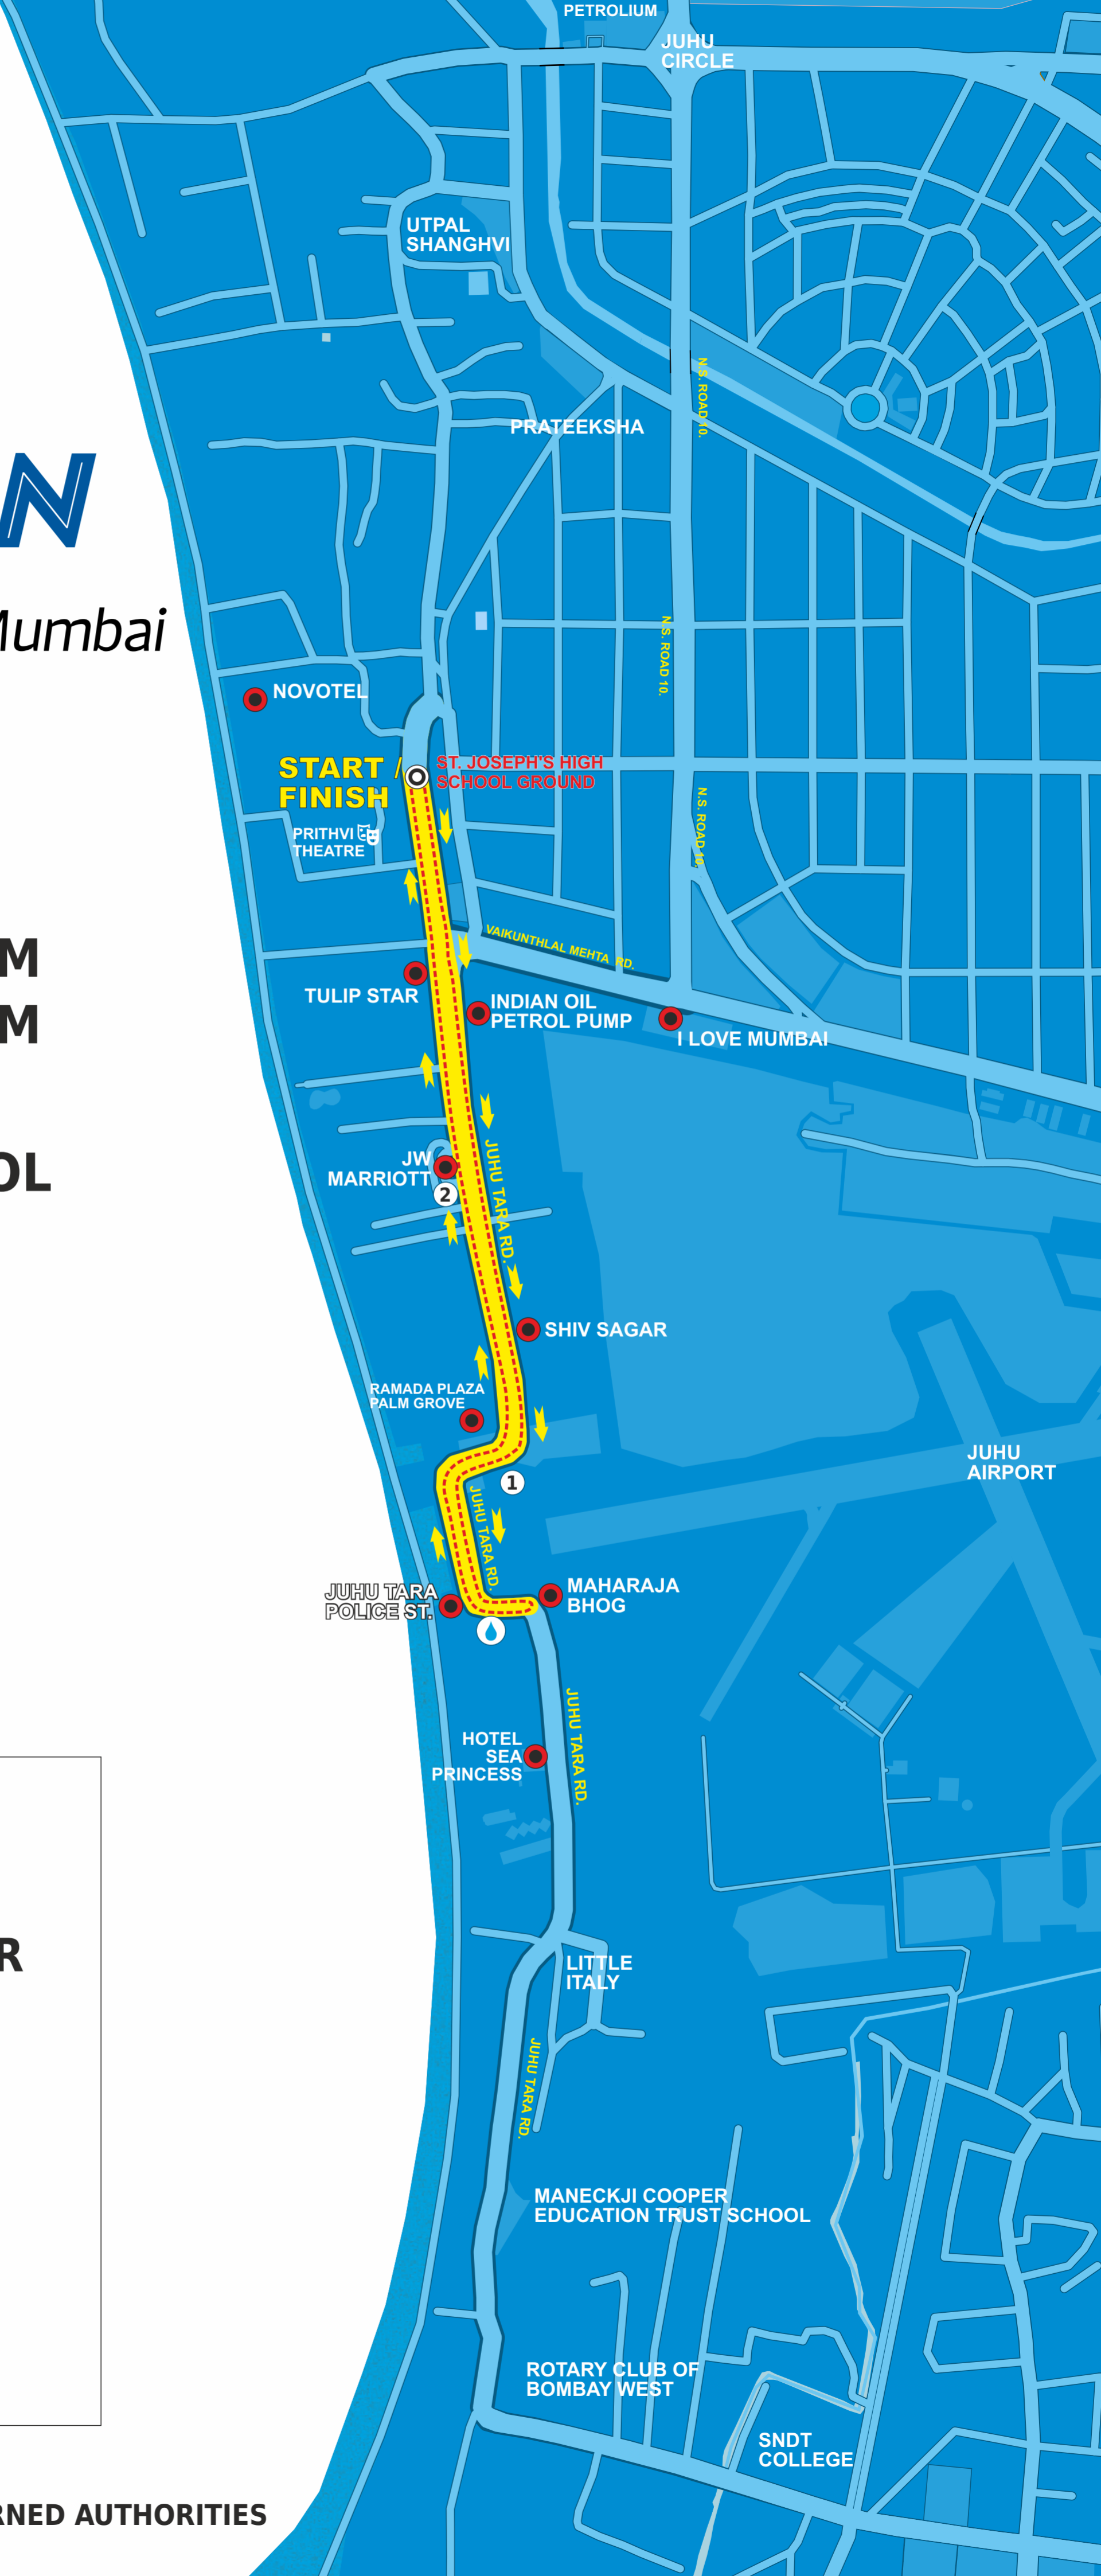 PETROLIUM
JUHU
CIRCLE
UTPAL
SHANGHVI
N.S. ROAD 10.
PRATEEKSHA
N
Mumbai
N.S. ROAD 10.
NOVOTEL
START /
FINISH
ST. JOSEPH'S HIGH
SCHOOL GROUND
N.S. ROAD 10.
PRITHVI
THEATRE
VAIKUNTHLAL MEHTA RD.
M
TULIP STAR
INDIAN OIL
PETROL PUMP
M
I LOVE MUMBAI
JW
MARRIOTT
2
OL
JUHU TARA RD.
SHIV SAGAR
RAMADA PLAZA
PALM GROVE
JUHU
AIRPORT
1
JUHU TARA RD.
JUHU TARA
POLICE ST.
MAHARAJA
BHOG
JUHU TARA RD.
HOTEL
SEA
PRINCESS
R
LITTLE
ITALY
JUHU TARA RD.
MANECKJI COOPER
EDUCATION TRUST SCHOOL
ROTARY CLUB OF
BOMBAY WEST
SNDT
COLLEGE
RNED AUTHORITIES